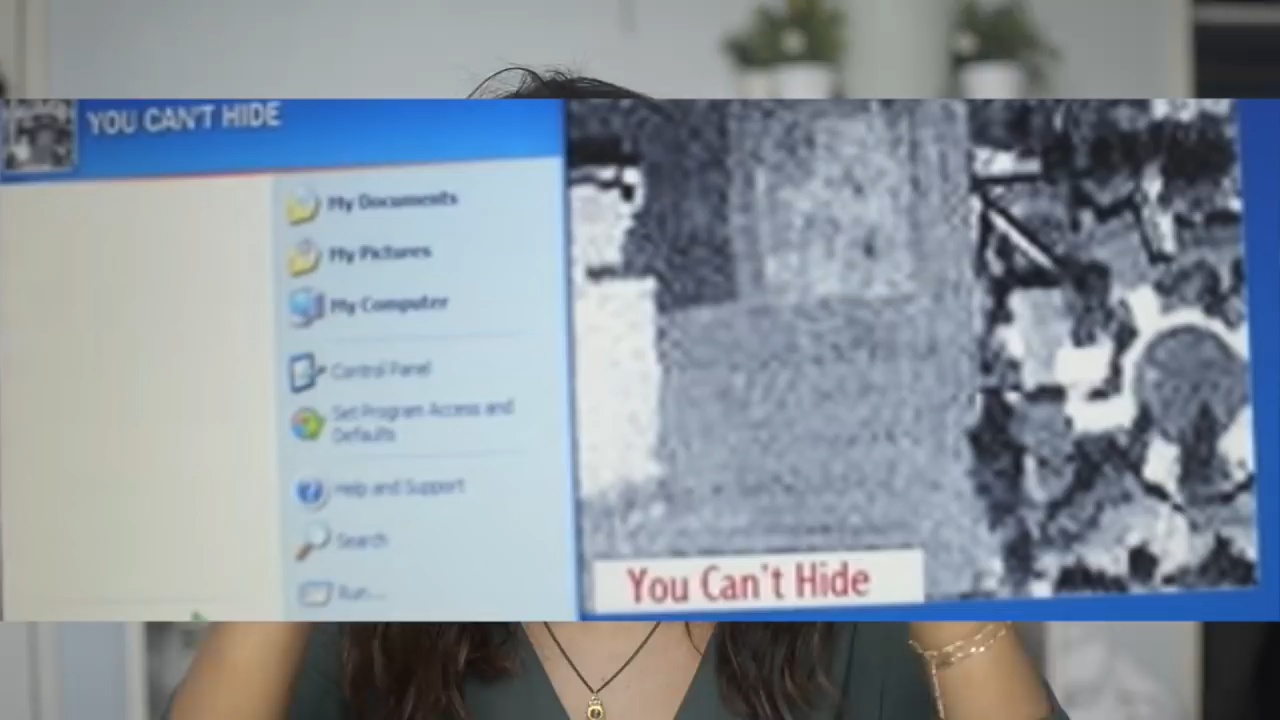 YOU CAN'T HIDE
My Documents
My Pictures
My Computer
Control Panel
Set Program Access and
Defaults
Help and Support
Search
Run...
You Can't Hide